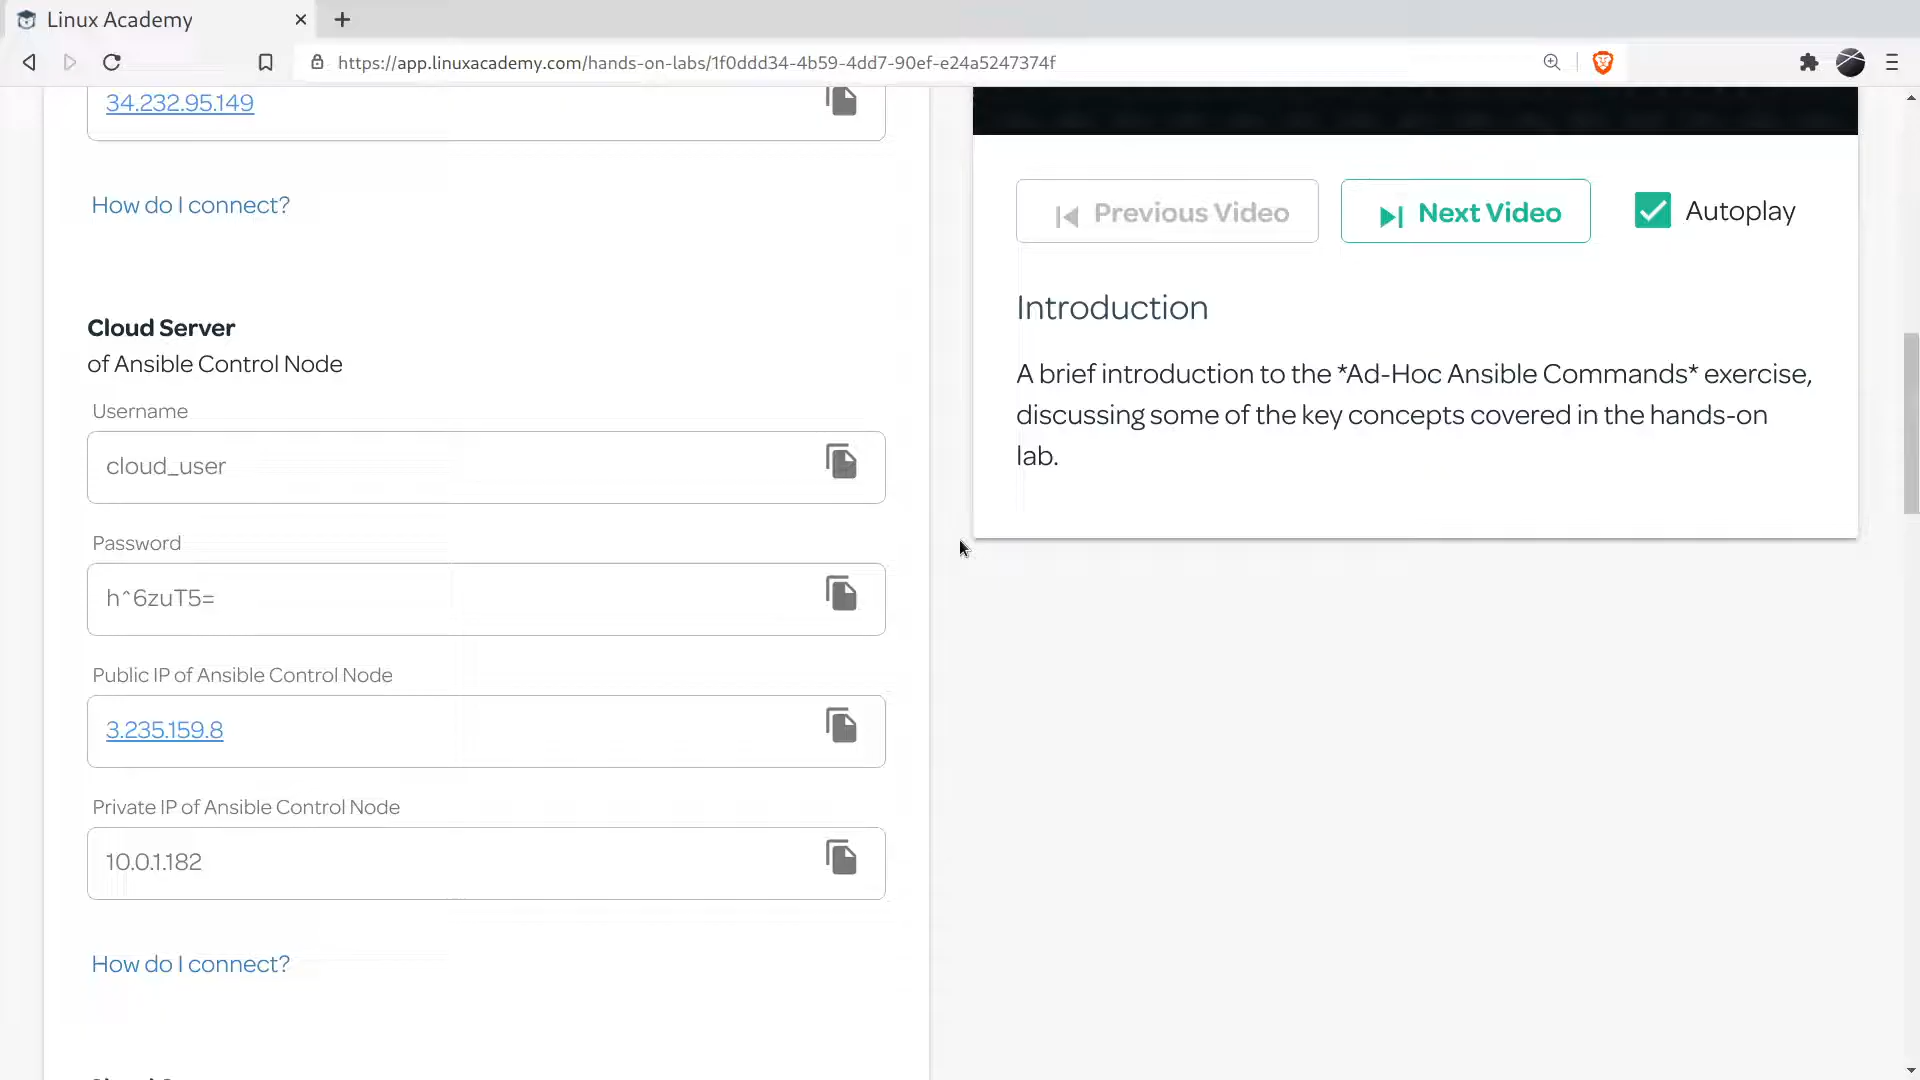 Linux Academy
https://app.linuxacademy.com/hands-on-labs/1f0ddd34-4b59-4dd7-90ef-e24a5247374f
34.232.95.149
How do I connect?
Cloud Server
of Ansible Control Node
Username
cloud_user
Password
h^6zuT5=
Public IP of Ansible Control Node
3.235.159.8
Private IP of Ansible Control Node
10.0.1.182
How do I connect?
Previous Video
Next Video
Autoplay
Introduction
A brief introduction to the *Ad-Hoc Ansible Commands* exercise,
discussing some of the key concepts covered in the hands-on
lab.